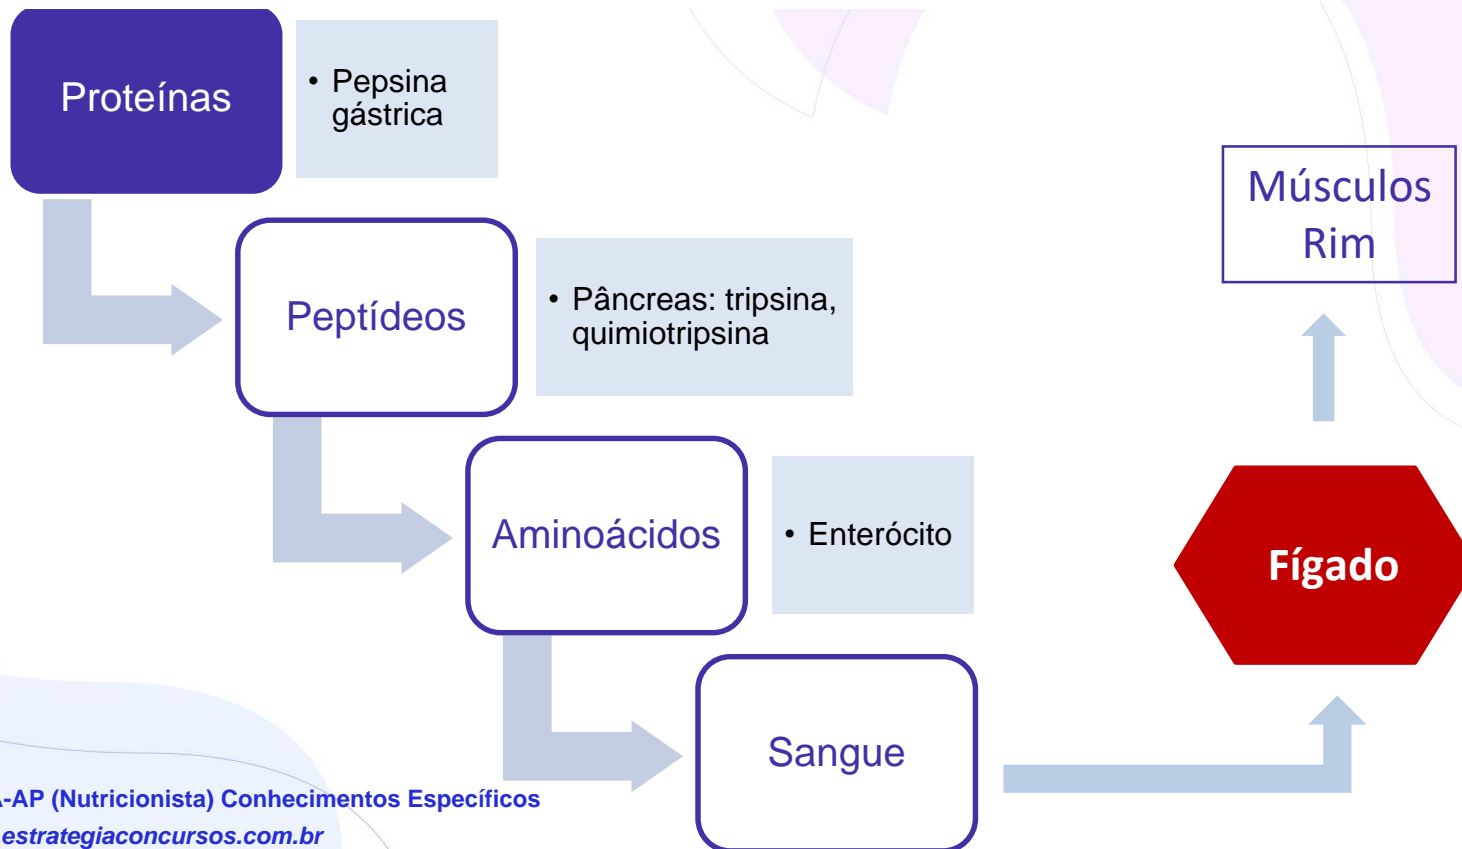 Proteínas
• Pepsina
gástrica
Peptídeos
• Pâncreas: tripsina,
quimiotripsina
Aminoácidos
• Enterócito
Sangue
Fígado
Músculos
Rim
-AP (Nutricionista) Conhecimentos Específicos
estrategiaconcursos.com.br